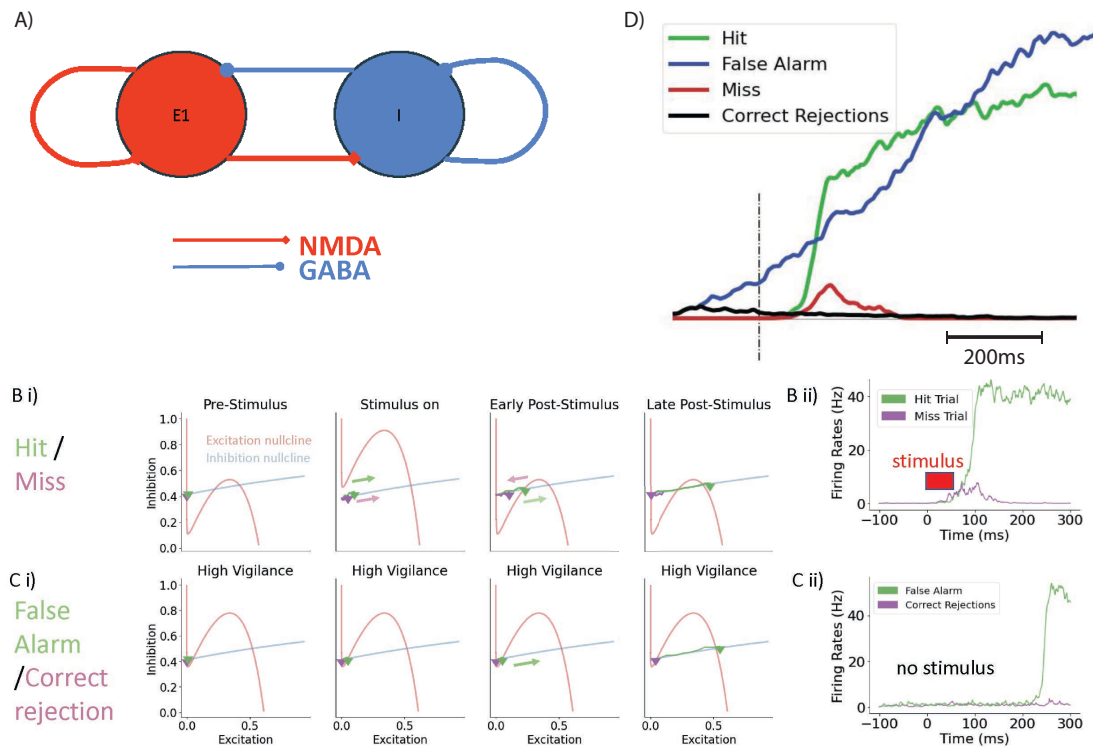 A)
E1
I
NMDA
GABA
D)
Hit
False Alarm
Miss
Correct Rejections
200ms
B i)
Hit /
Miss
Pre-Stimulus
Stimulus on
Early Post-Stimulus
Late Post-Stimulus
Excitation nullcline
Inhibition nullcline
Inhibition
1.0
0.8
0.6
0.4
0.2
0.0
B ii)
Hit Trial
Miss Trial
stimulus
Firing Rates (Hz)
40
20
0
−100
0
100
200
300
Time (ms)
C i)
False
Alarm
/Correct
rejection
High Vigilance
High Vigilance
High Vigilance
High Vigilance
Inhibition
1.0
0.8
0.6
0.4
0.2
0.0
0.0
0.5
Excitation
0.0
0.5
Excitation
0.0
0.5
Excitation
0.0
0.5
Excitation
C ii)
False Alarm
Correct Rejections
no stimulus
Firing Rates (Hz)
40
20
0
−100
0
100
200
300
Time (ms)